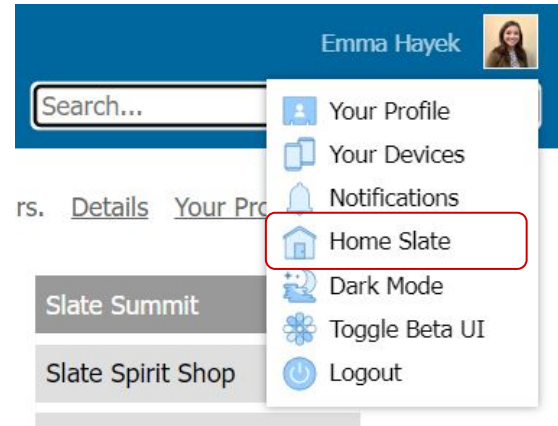 Emma Hayek
Search...
Your Profile
Your Devices
Notifications
Home Slate
Dark Mode
Toggle Beta UI
Logout
rs. Details Your Pro
Slate Summit
Slate Spirit Shop